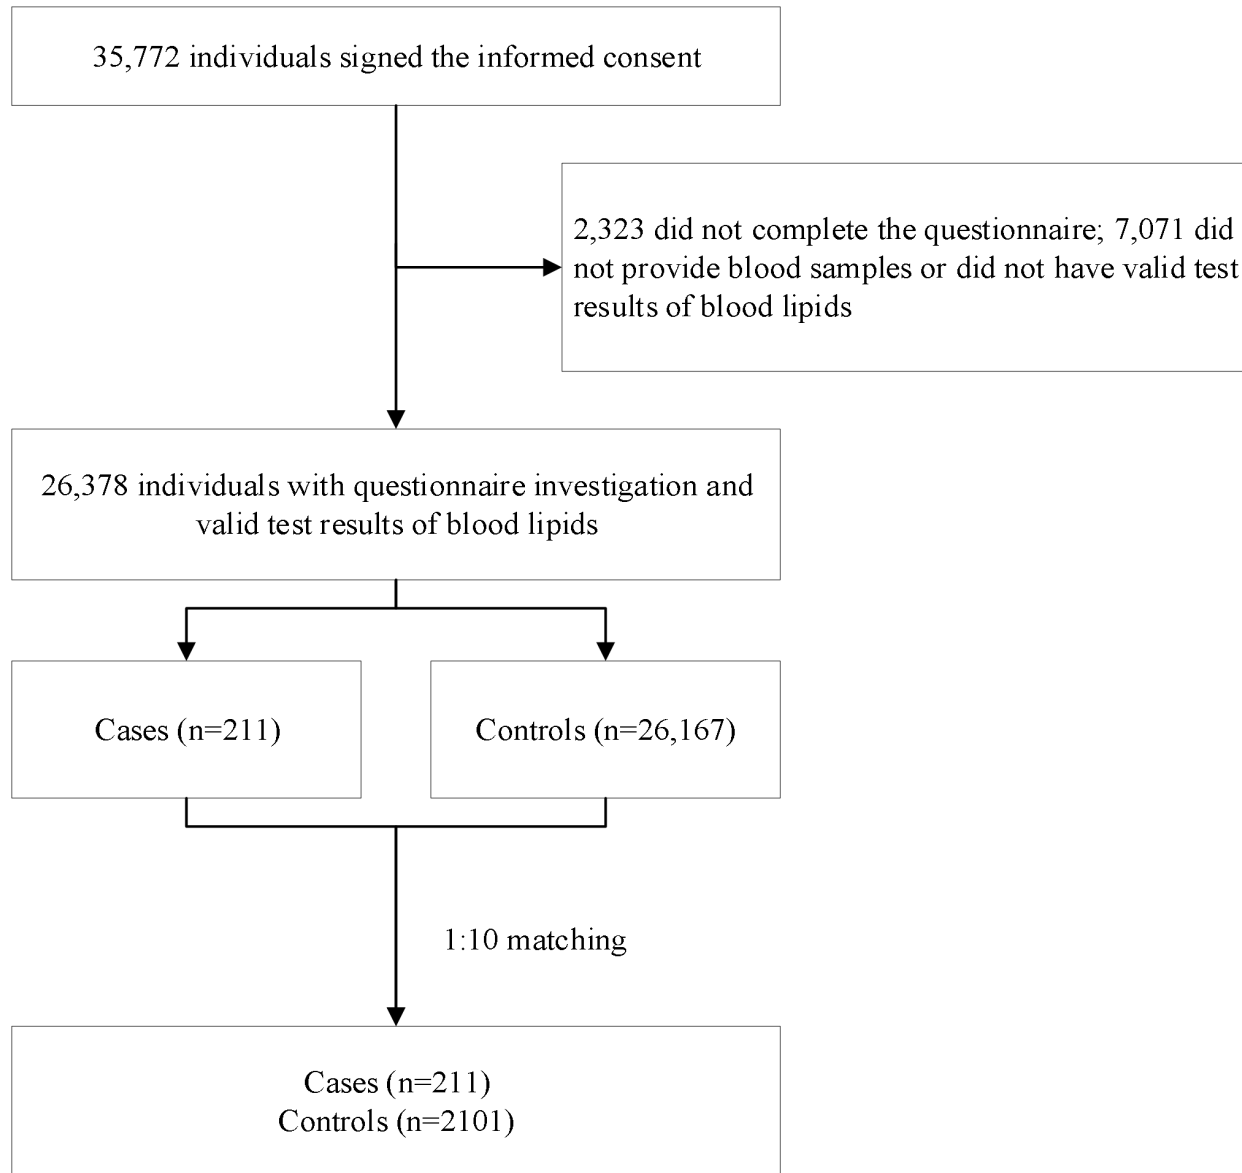 35,772 individuals signed the informed consent
2,323 did not complete the questionnaire; 7,071 did
not provide blood samples or did not have valid test
results of blood lipids
26,378 individuals with questionnaire investigation and
valid test results of blood lipids
Cases (n=211)
Controls (n=26,167)
1:10 matching
Cases (n=211)
Controls (n=2101)